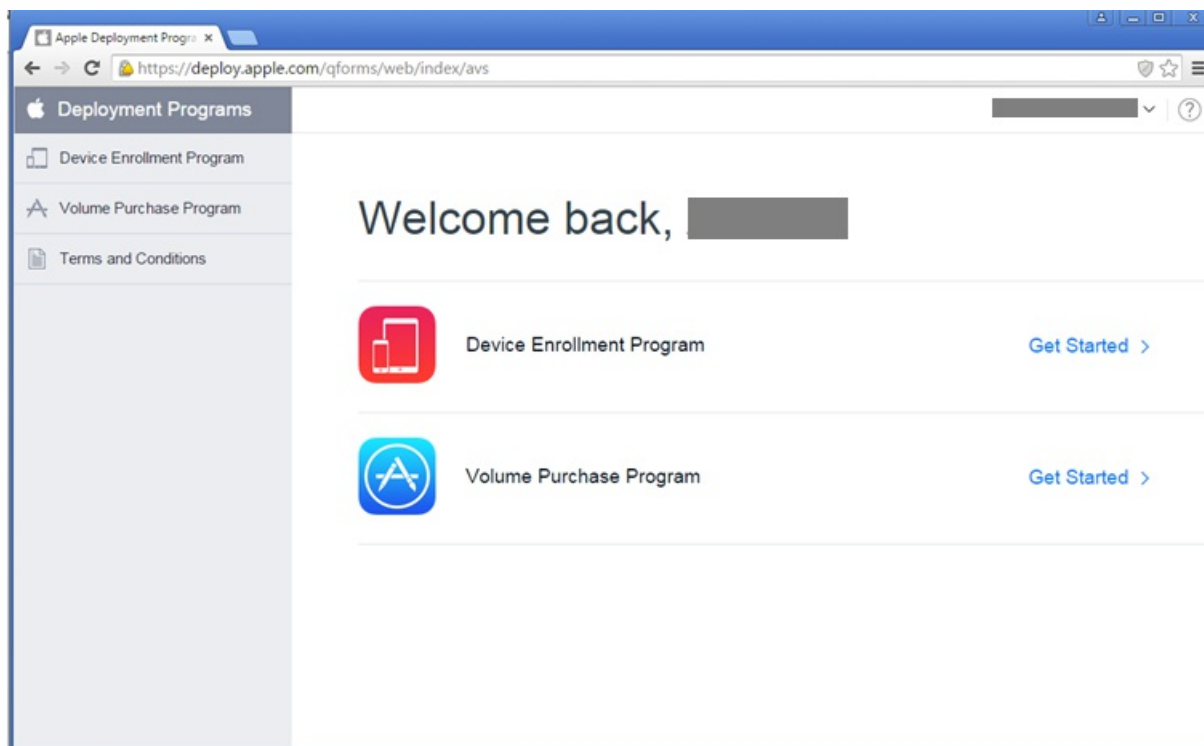 Apple Deployment Progr
https://deploy.apple.com/qforms/web/index/avs
Deployment Programs
Device Enrollment Program
Volume Purchase Program
Terms and Conditions
Welcome back,
Device Enrollment Program Get Started
Volume Purchase Program Get Started